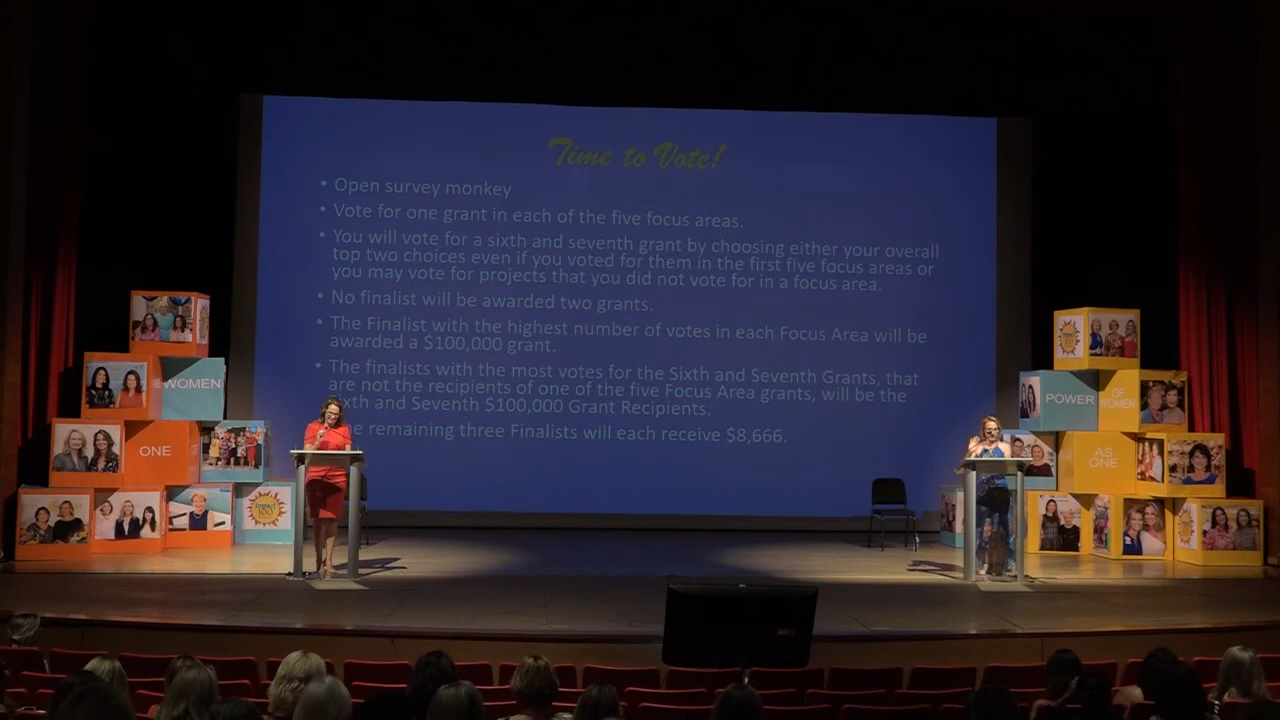 Time to Vote!
• Open survey monkey
• Vote for one grant in each of the five focus areas.
• You will vote for a sixth and seventh grant by choosing either your overall
top two choices even if you voted for them in the first five focus areas or
you may vote for projects that you did not vote for in a focus area.
• No finalist will be awarded two grants.
• The Finalist with the highest number of votes in each Focus Area will be
awarded a $100,000 grant.
• The finalists with the most votes for the Sixth and Seventh Grants, that
are not the recipients of one of the five Focus Area grants, will be the
xth and Seventh $100,000 Grant Recipients.
e remaining three Finalists will each receive $8,666.
WOMEN
ONE
Impact
100
POWER
OF
WOMEN
AS
ONE